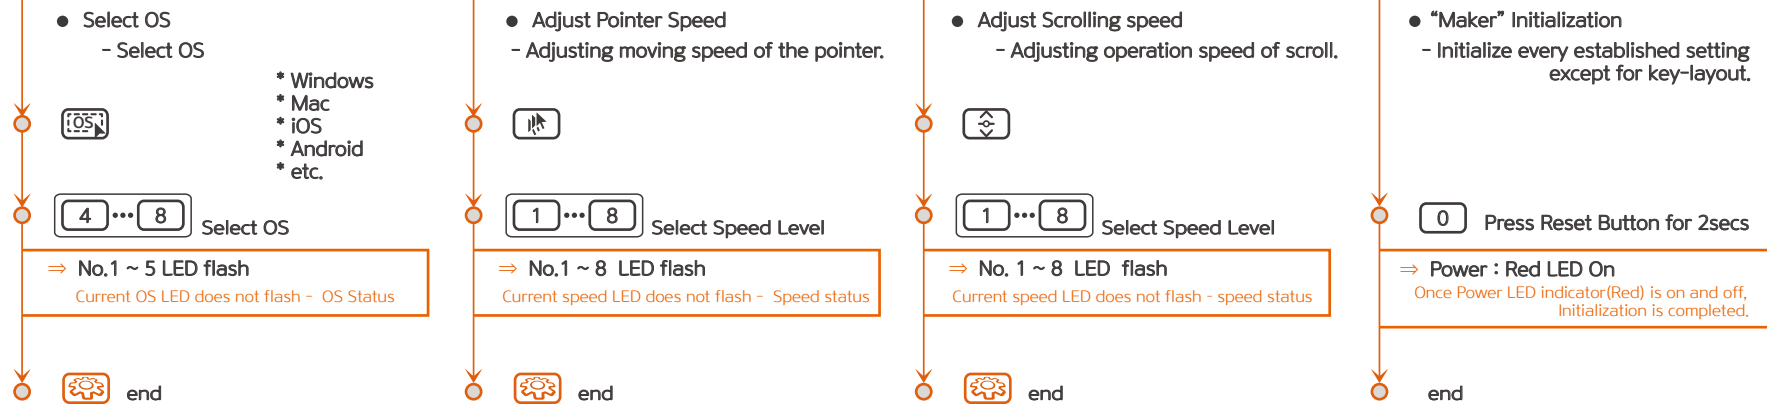 ● Select OS
- Select OS
* Windows
* Mac
* iOS
* Android
* etc.
OS
4 ••• 8 Select OS
⇒ No.1 ~ 5 LED flash
Current OS LED does not flash - OS Status
end
● Adjust Pointer Speed
- Adjusting moving speed of the pointer.
1 ••• 8 Select Speed Level
⇒ No.1 ~ 8 LED flash
Current speed LED does not flash - Speed status
end
● Adjust Scrolling speed
- Adjusting operation speed of scroll.
1 ••• 8 Select Speed Level
⇒ No. 1 ~ 8 LED flash
Current speed LED does not flash - speed status
end
● “Maker” Initialization
- Initialize every established setting
except for key-layout.
0 Press Reset Button for 2secs
⇒ Power : Red LED On
Once Power LED indicator(Red) is on and off,
Initialization is completed.
end